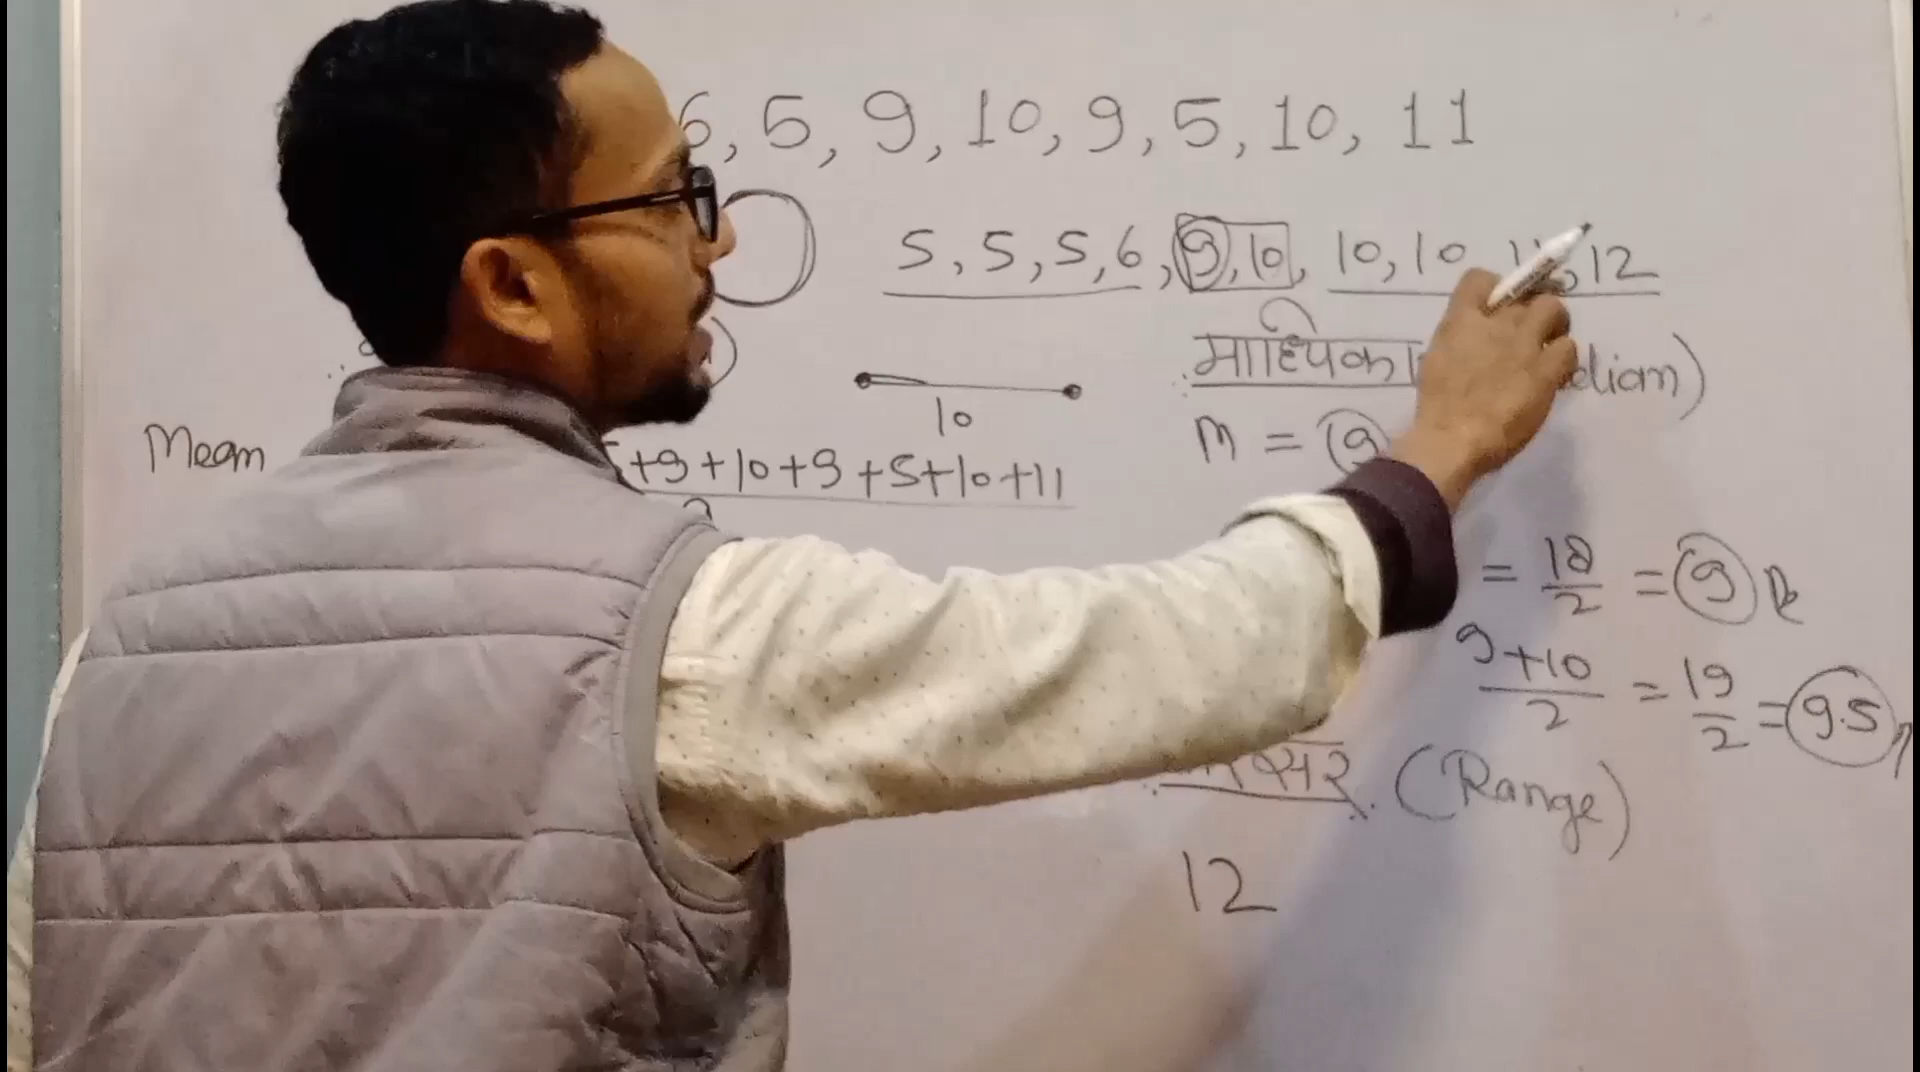 6, 5, 9, 10, 9, 5, 10, 11
5, 5, 5, 6, 9, 10, 10, 10, 11, 12
माध्यिका
10
m = 9
Mean
+9+10+9+5+10+11
= 18/2 = 9
9+10/2 = 19/2 = 9.5
(Range)
12